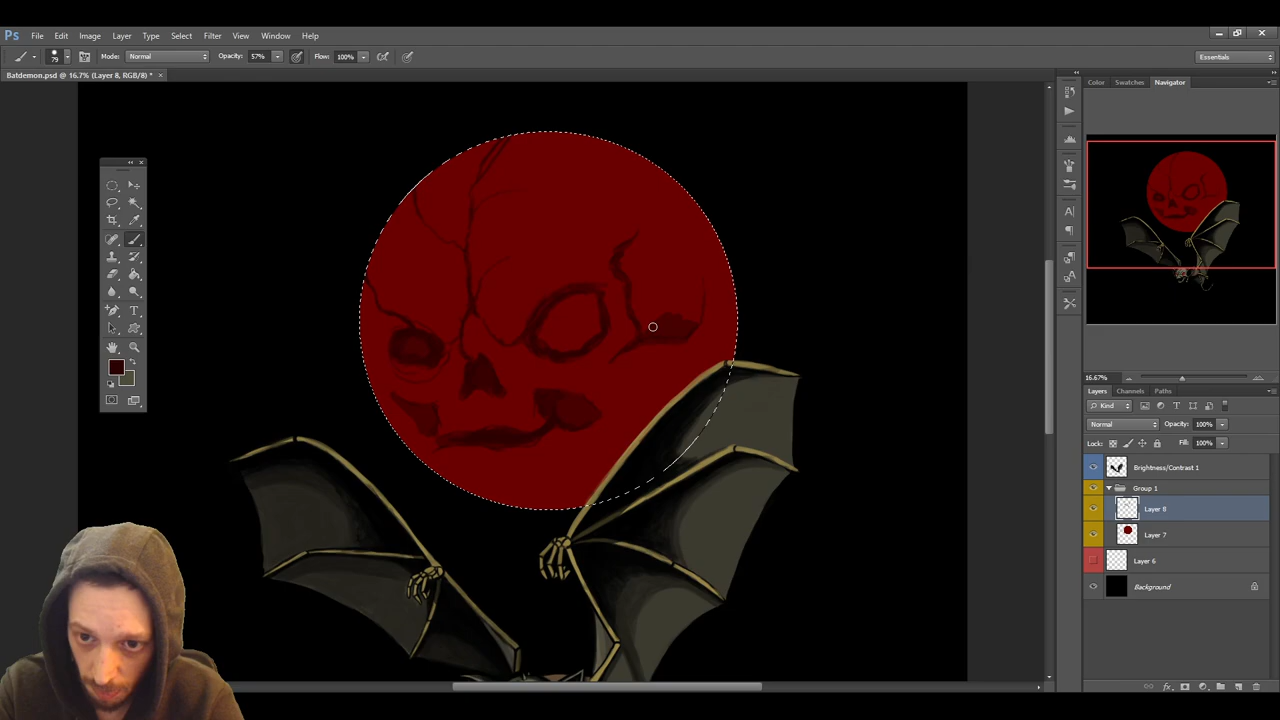 Ps File Edit Image Layer Type Select Filter View Window Help
79 Mode: Normal Opacity: 57% Flow: 100% Essentials
Batdemon.psd @ 16.7% (Layer 8, RGB/8) *
Color Swatches Navigator
16.67%
Layers Channels Paths
Kind
Normal Opacity: 100%
Lock: Fill: 100%
Brightness/Contrast 1
Group 1
Layer 8
Layer 7
Layer 6
Background